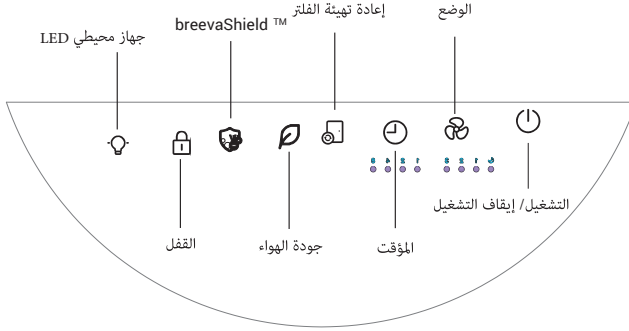 الوضع
إعادة تهيئة الفلتر
breevaShield ™
جهاز محيطي LED
التشغيل/ إيقاف التشغيل
المؤقت
جودة الهواء
القفل